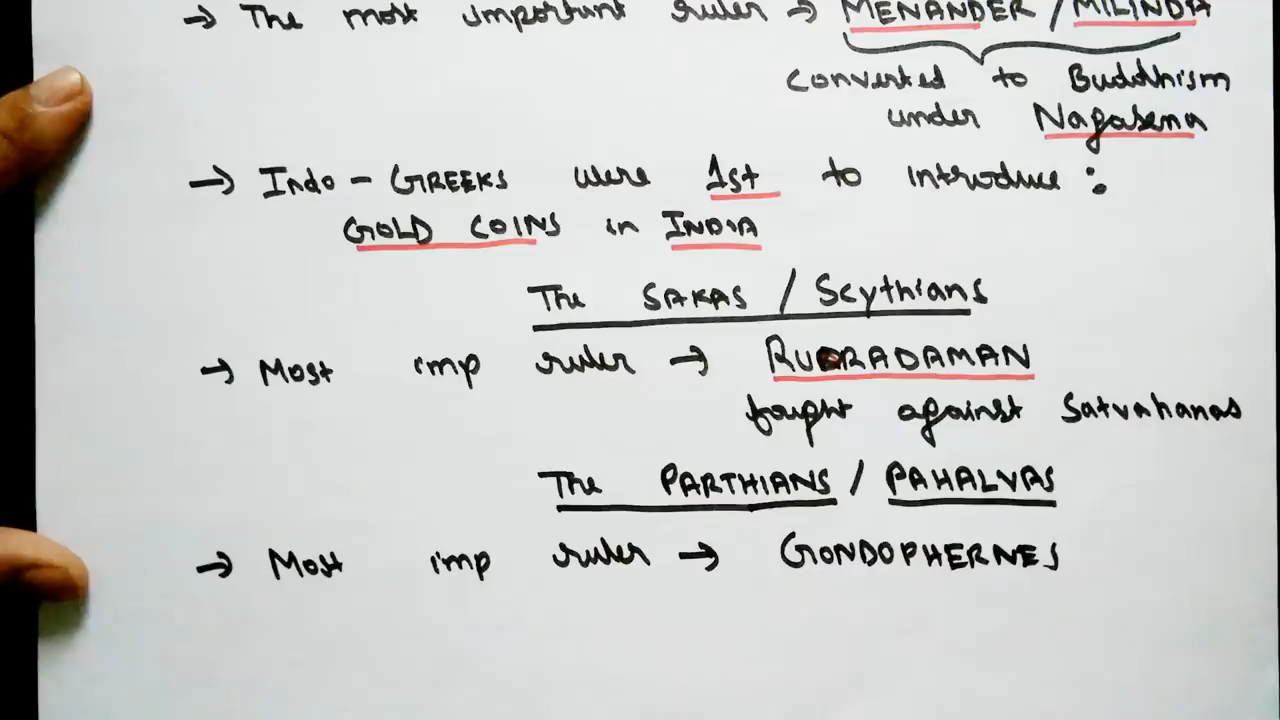 → The most important ruler → MENANDER / MILINDA
converted to Buddhism
under Nagasena
→ Indo - GREEKS were 1st to introduce :
GOLD COINS in INDIA
The SAKAS / Scythians
→ Most imp ruler → RUDRADAMAN
fought against Satvahanas
The PARTHIANS / PAHALVAS
→ Most imp ruler → GONDOPHERNES